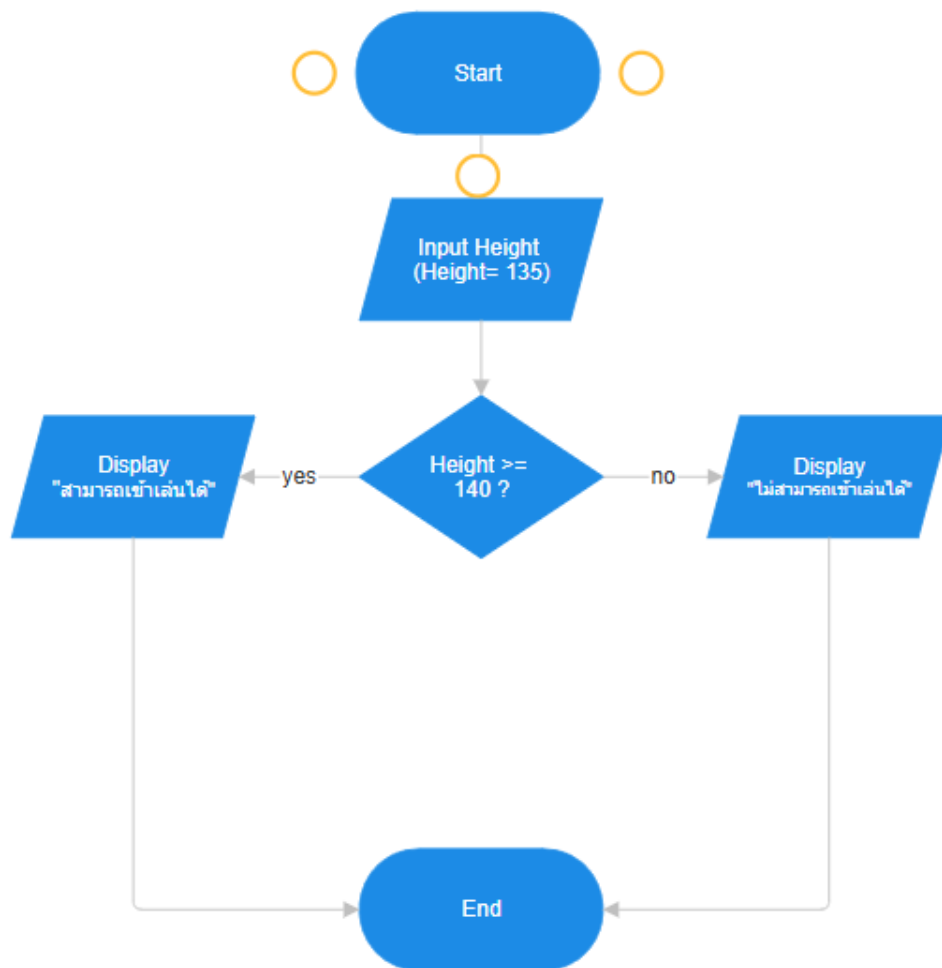 Start
Input Height
(Height= 135)
Height >=
140 ?
yes
no
Display
"สามารถเข้าเล่นได้"
Display
"ไม่สามารถเข้าเล่นได้"
End